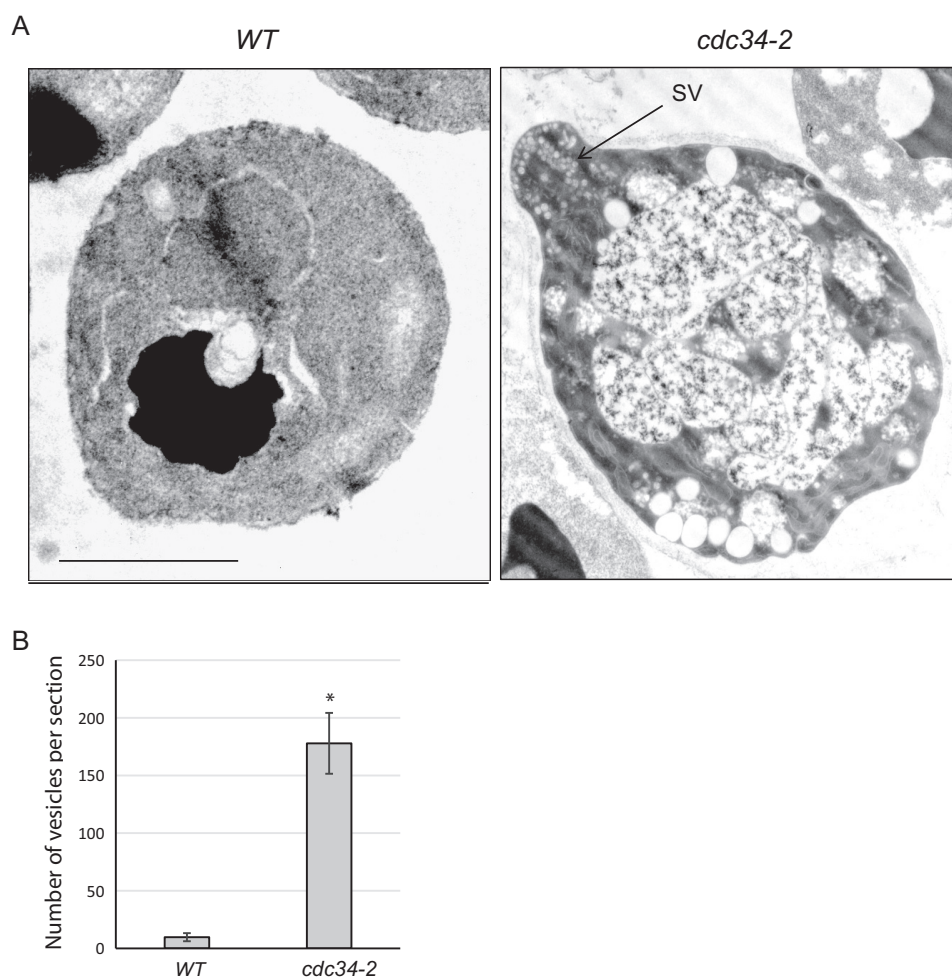 A
WT
cdc34-2
SV
B
Number of vesicles per section
250
200
150
100
50
0
*
WT
cdc34-2